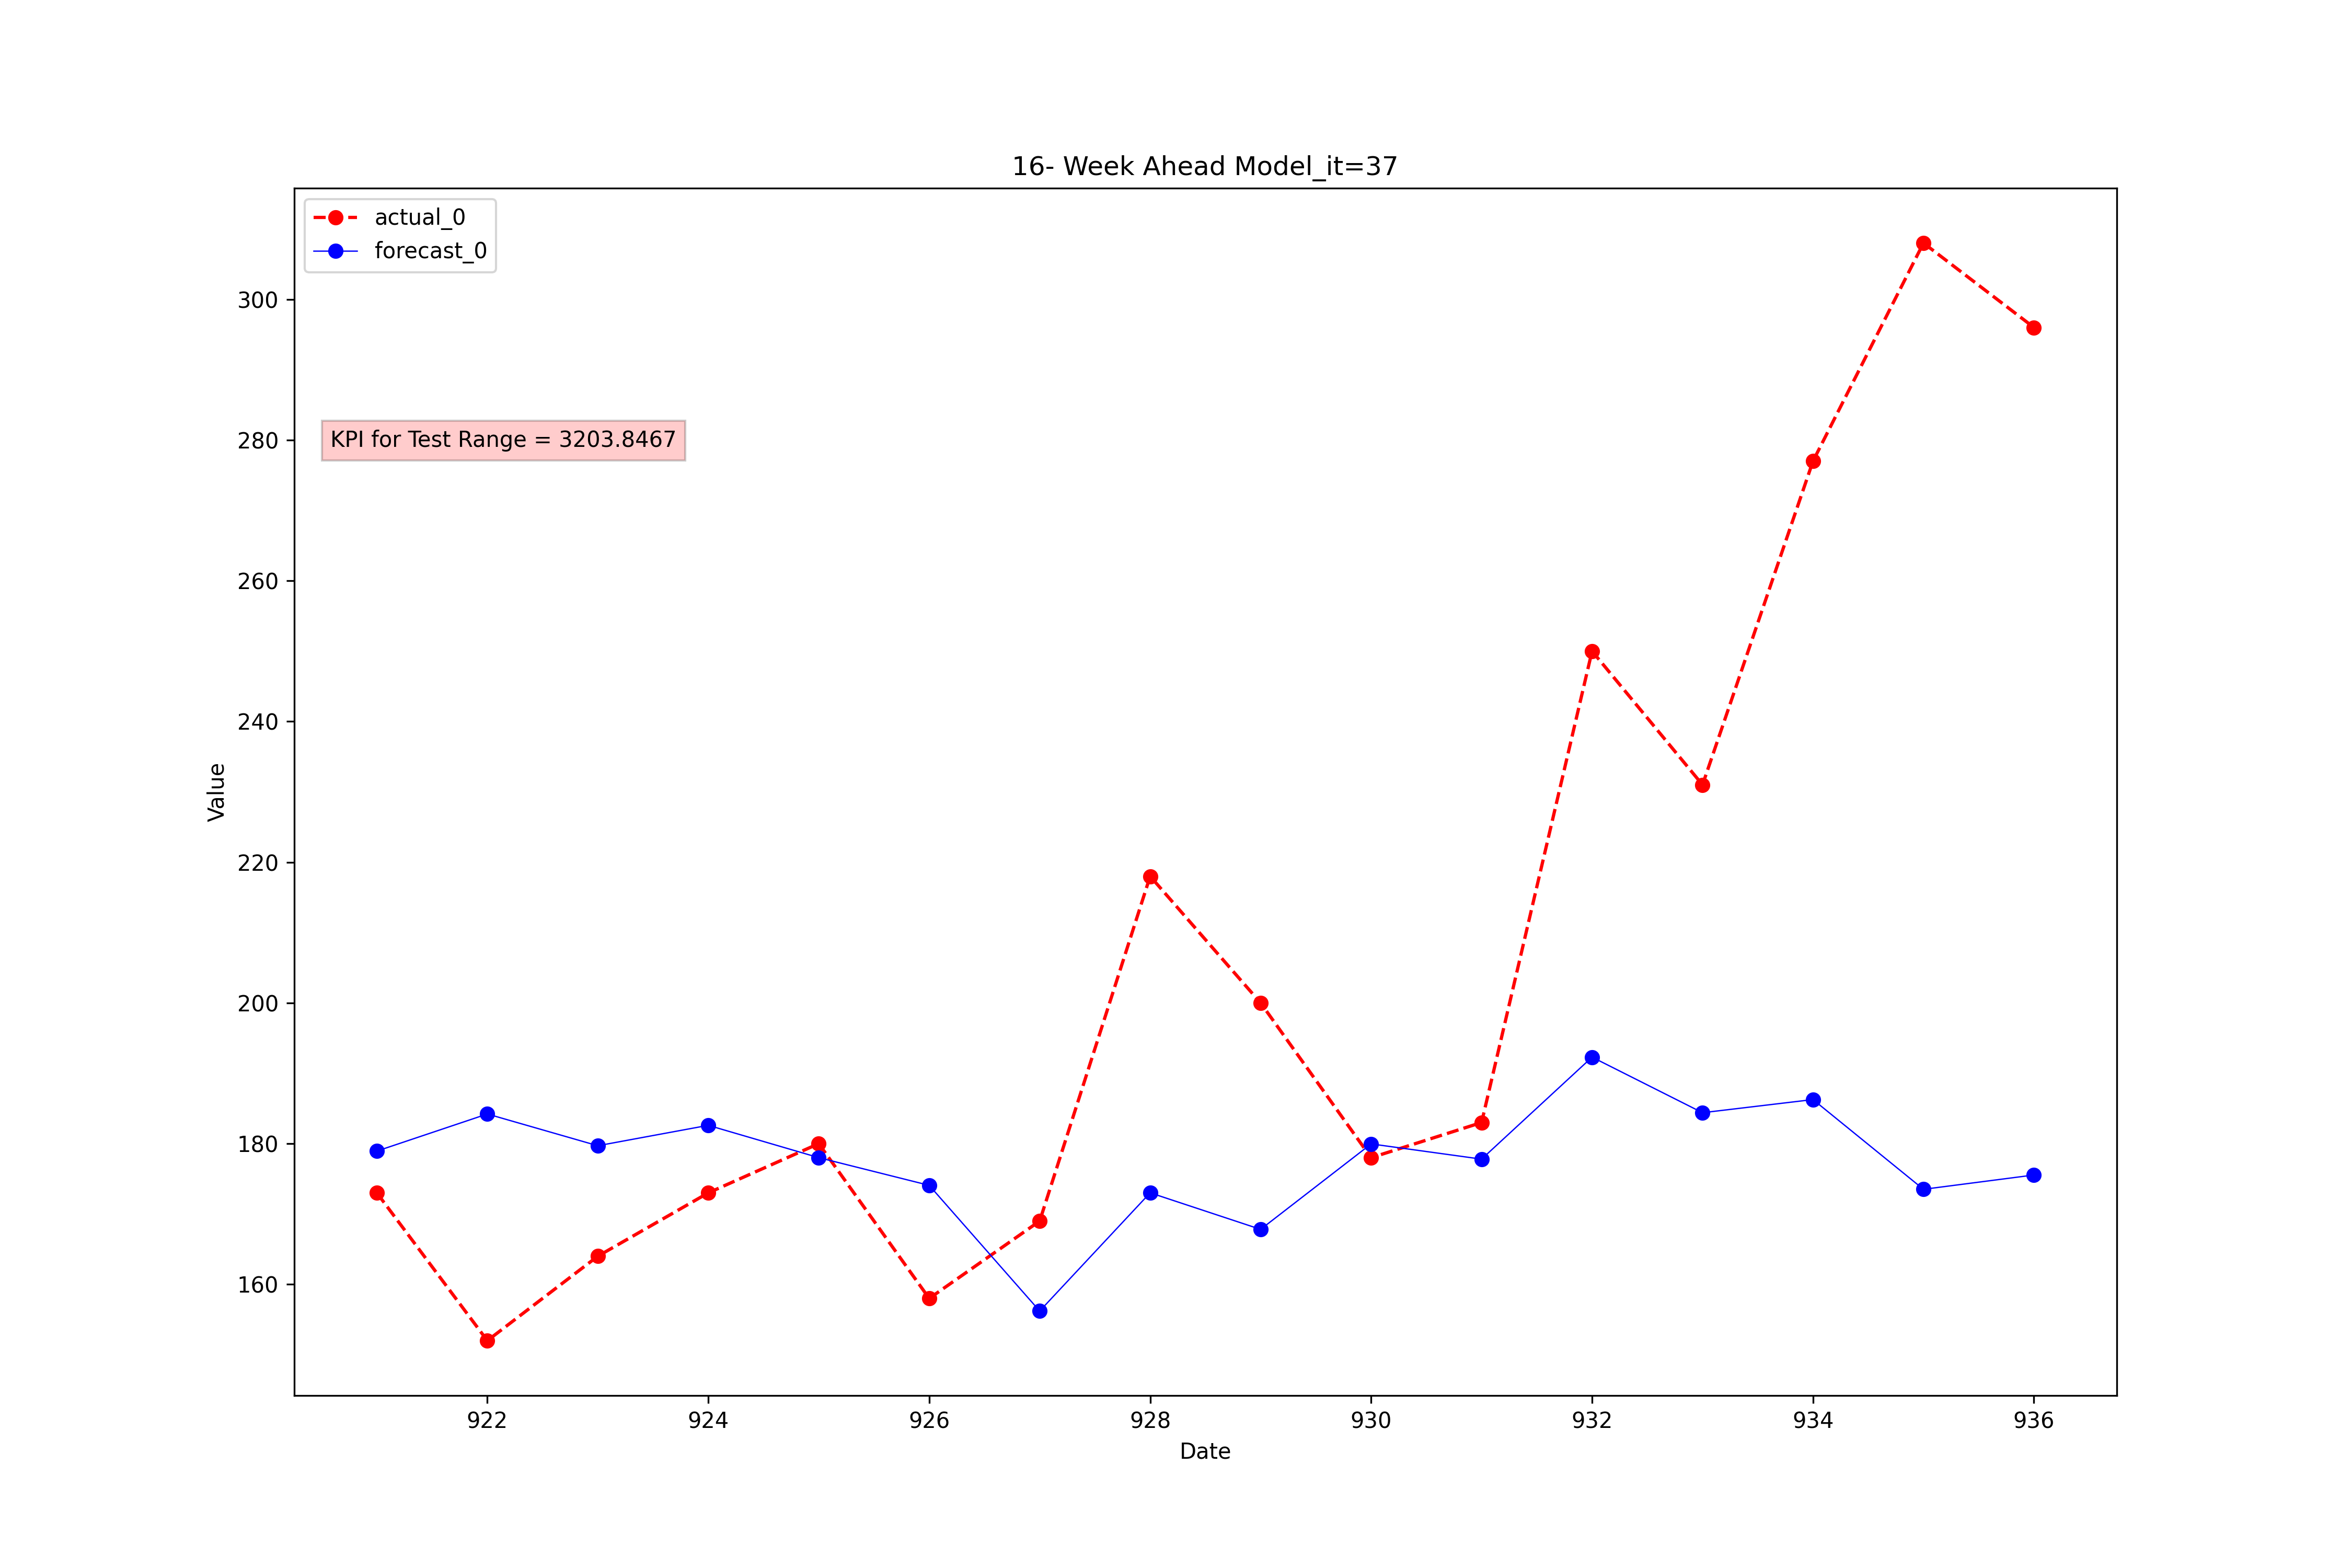 16- Week Ahead Model_it=37
actual_0
forecast_0
KPI for Test Range = 3203.8467
300
280
260
240
220
200
180
160
Value
922 924 926 928 930 932 934 936
Date